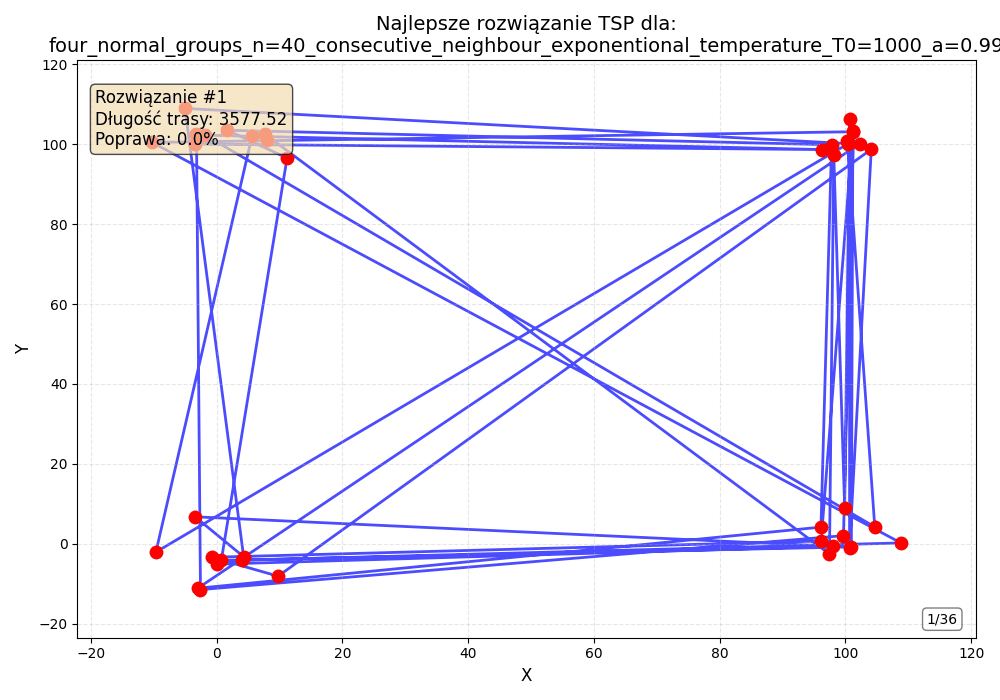 Najlepsze rozwiązanie TSP dla:
four_normal_groups_n=40_consecutive_neighbour_exponentional_temperature_T0=1000_a=0.99
Rozwiązanie #1
Długość trasy: 3577.52
Poprawa: 0.0%
120
100
80
60
40
20
0
−20
Y
1/36
−20
0
20
40
60
80
100
120
X